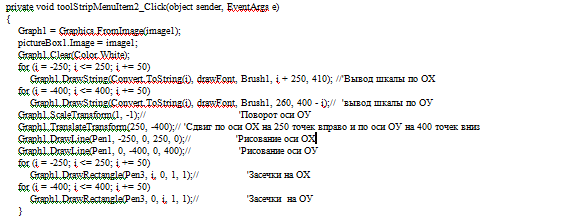 private void toolStripMenuItem2_Click(object sender, EventArgs e)
{
Graph1 = Graphics.FromImage(image1);
pictureBox1.Image = image1;
Graph1.Clear(Color.White);
for (i = -250; i <= 250; i += 50)
Graph1.DrawString(Convert.ToString(i), drawFont, Brush1, i + 250, 410); //'Вывод шкалы по ОХ
for (i = -400; i <= 400; i += 50)
Graph1.DrawString(Convert.ToString(i), drawFont, Brush1, 260, 400 - i);// 'вывод шкалы по ОУ
Graph1.ScaleTransform(1, -1);// 'Поворот оси ОУ
Graph1.TranslateTransform(250, -400);// 'Сдвиг по оси ОХ на 250 точек вправо и по оси ОУ на 400 точек вниз
Graph1.DrawLine(Pen1, -250, 0, 250, 0);// 'Рисование оси ОХ
Graph1.DrawLine(Pen1, 0, -400, 0, 400);// 'Рисование оси ОУ
for (i = -250; i <= 250; i += 50)
Graph1.DrawRectangle(Pen3, i, 0, 1, 1);// 'Засечки на ОХ
for (i = -400; i <= 400; i += 50)
Graph1.DrawRectangle(Pen3, 0, i, 1, 1);// 'Засечки на ОУ
}